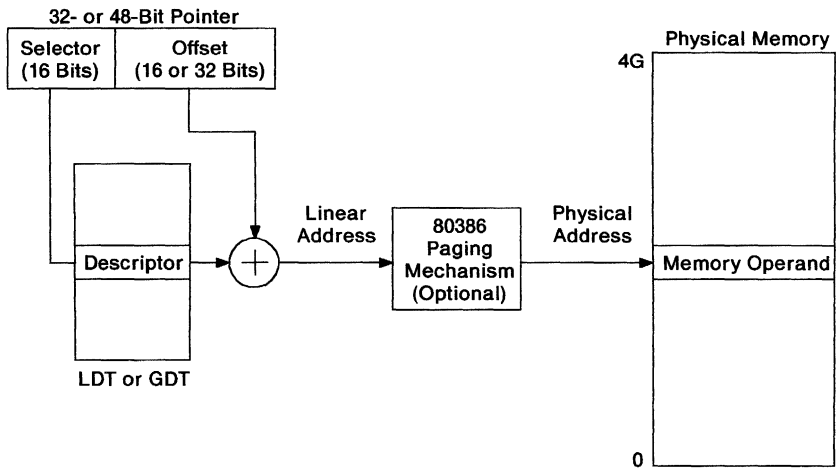 32- or 48-Bit Pointer
Selector
(16 Bits)
Offset
(16 or 32 Bits)
Physical Memory
4G
Linear
Address
80386
Paging
Mechanism
(Optional)
Physical
Address
Descriptor
+
Memory Operand
LDT or GDT
0